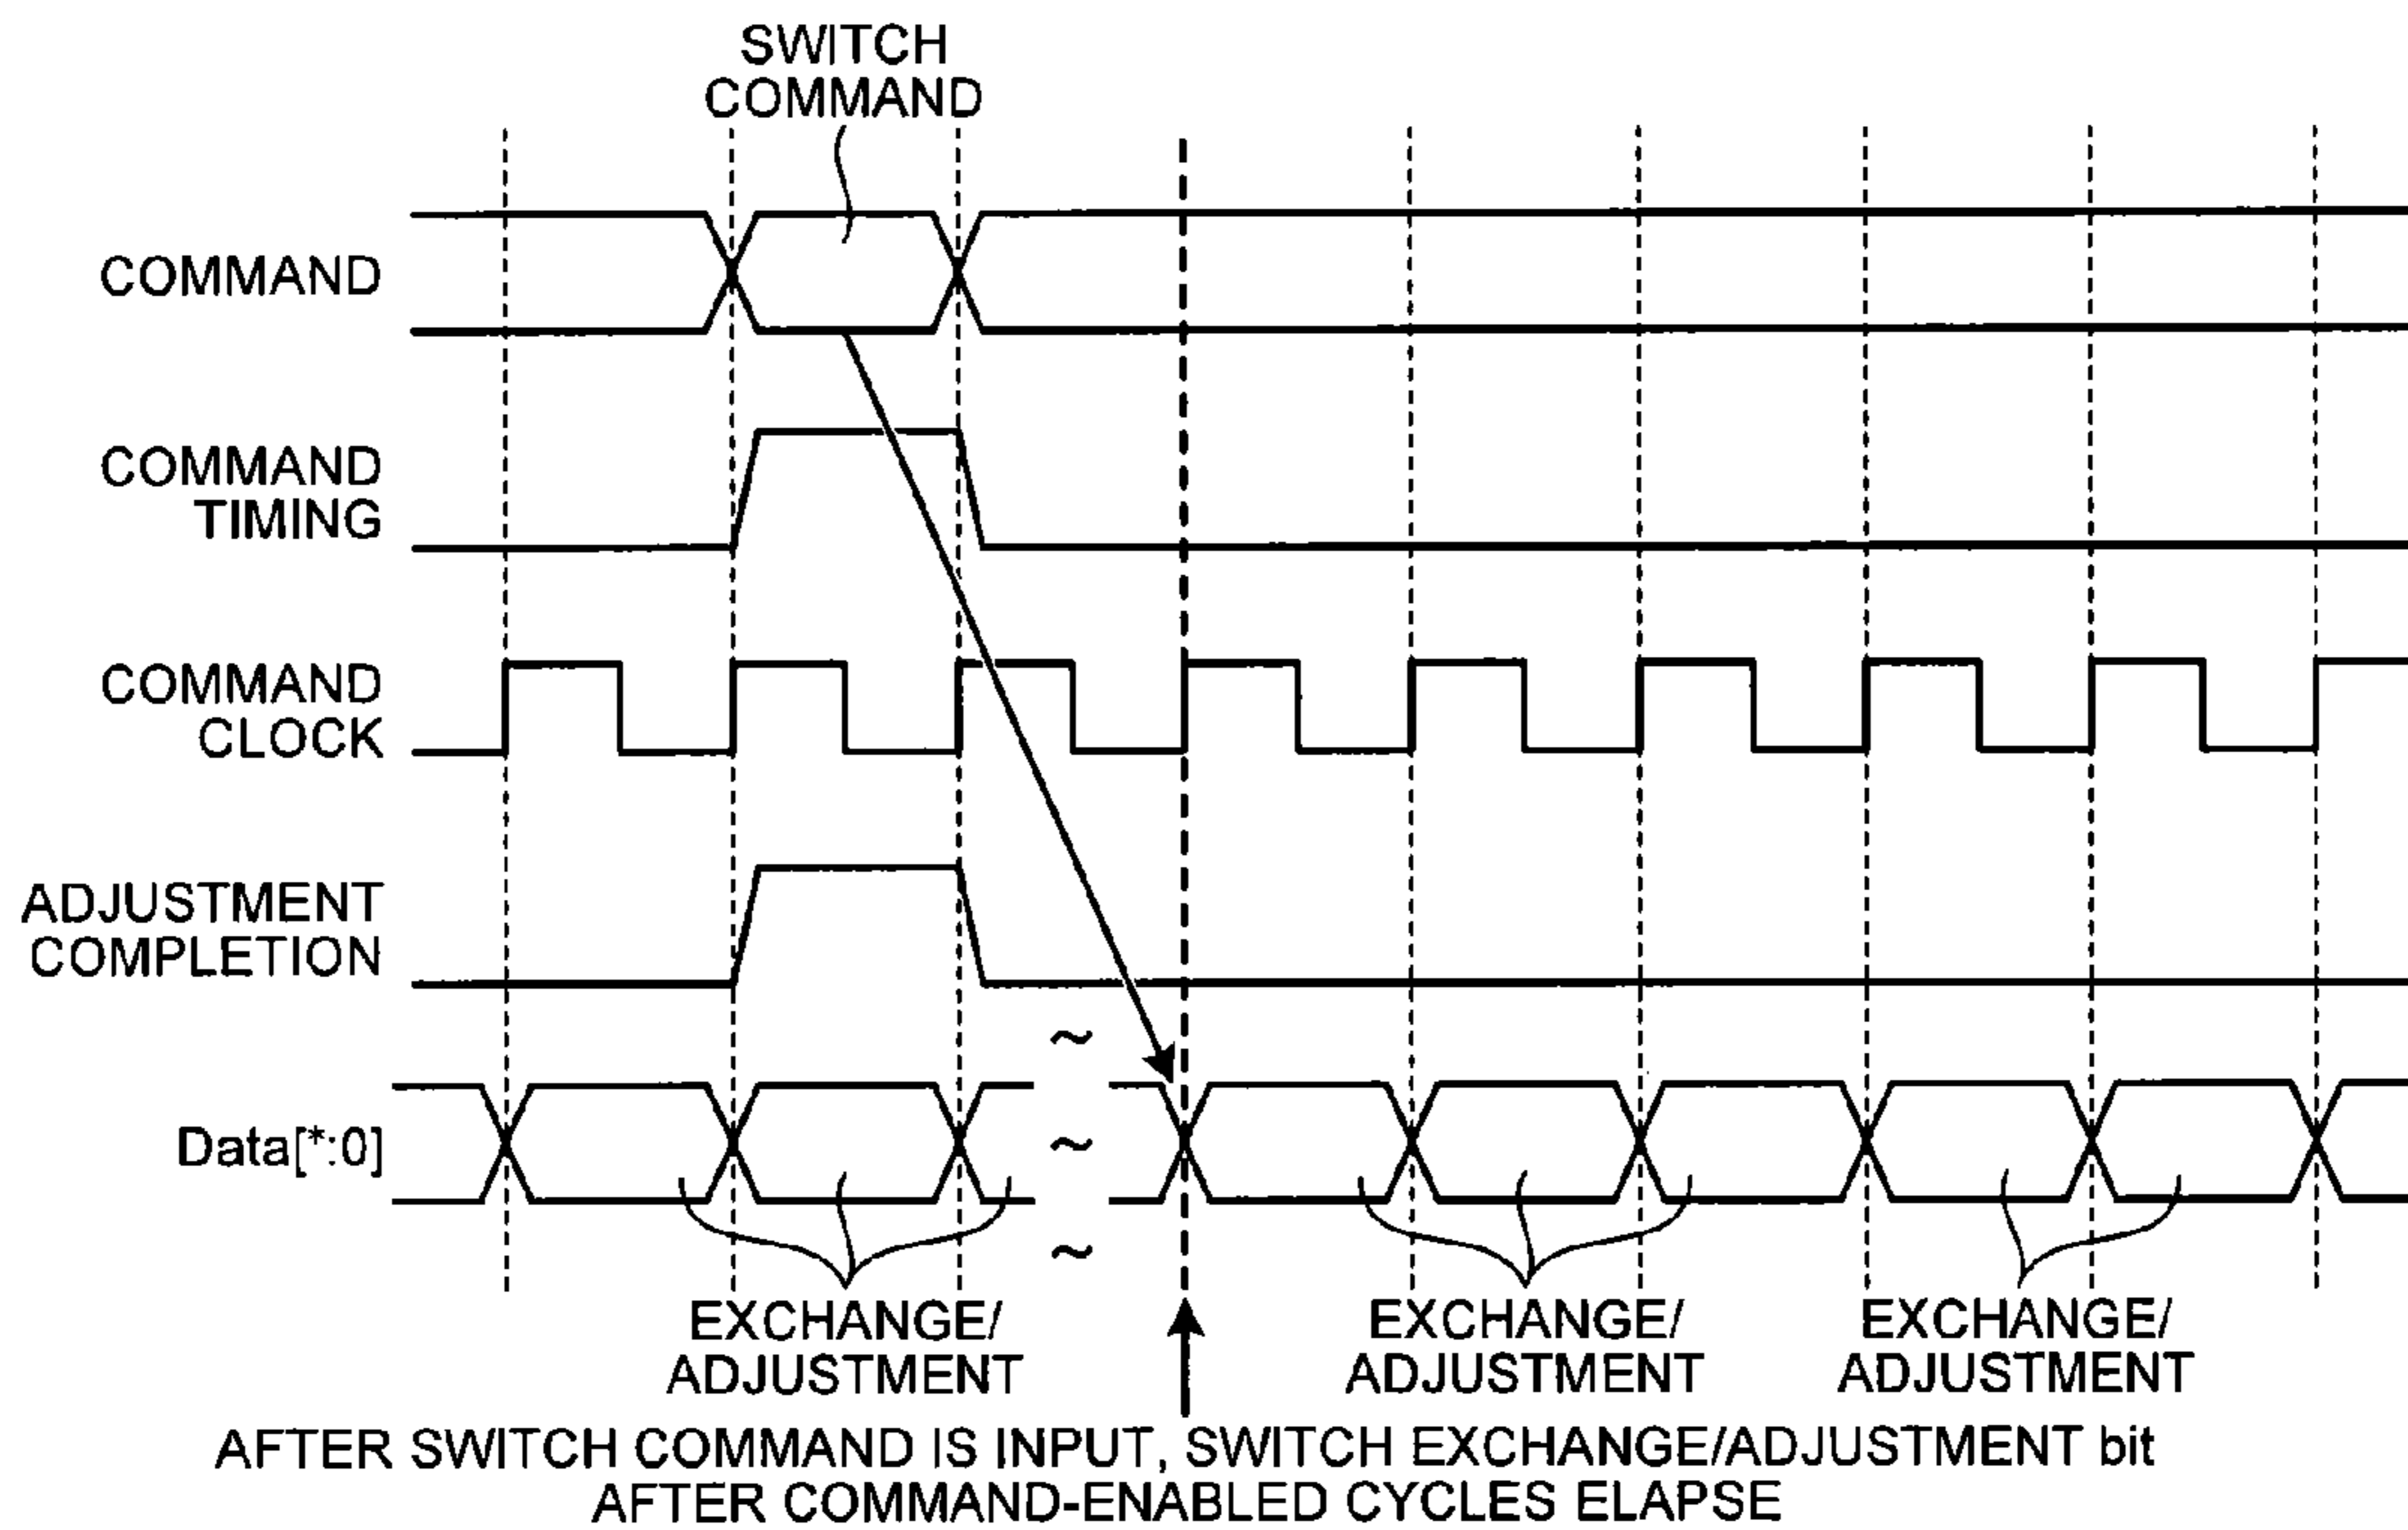 SWITCH
COMMAND
COMMAND
COMMAND
TIMING
COMMAND
CLOCK
ADJUSTMENT
COMPLETION
~
Data[*:0]
~
~
EXCHANGE/
ADJUSTMENT
EXCHANGE/
ADJUSTMENT
EXCHANGE/
ADJUSTMENT
AFTER SWITCH COMMAND IS INPUT, SWITCH EXCHANGE/ADJUSTMENT bit
AFTER COMMAND-ENABLED CYCLES ELAPSE